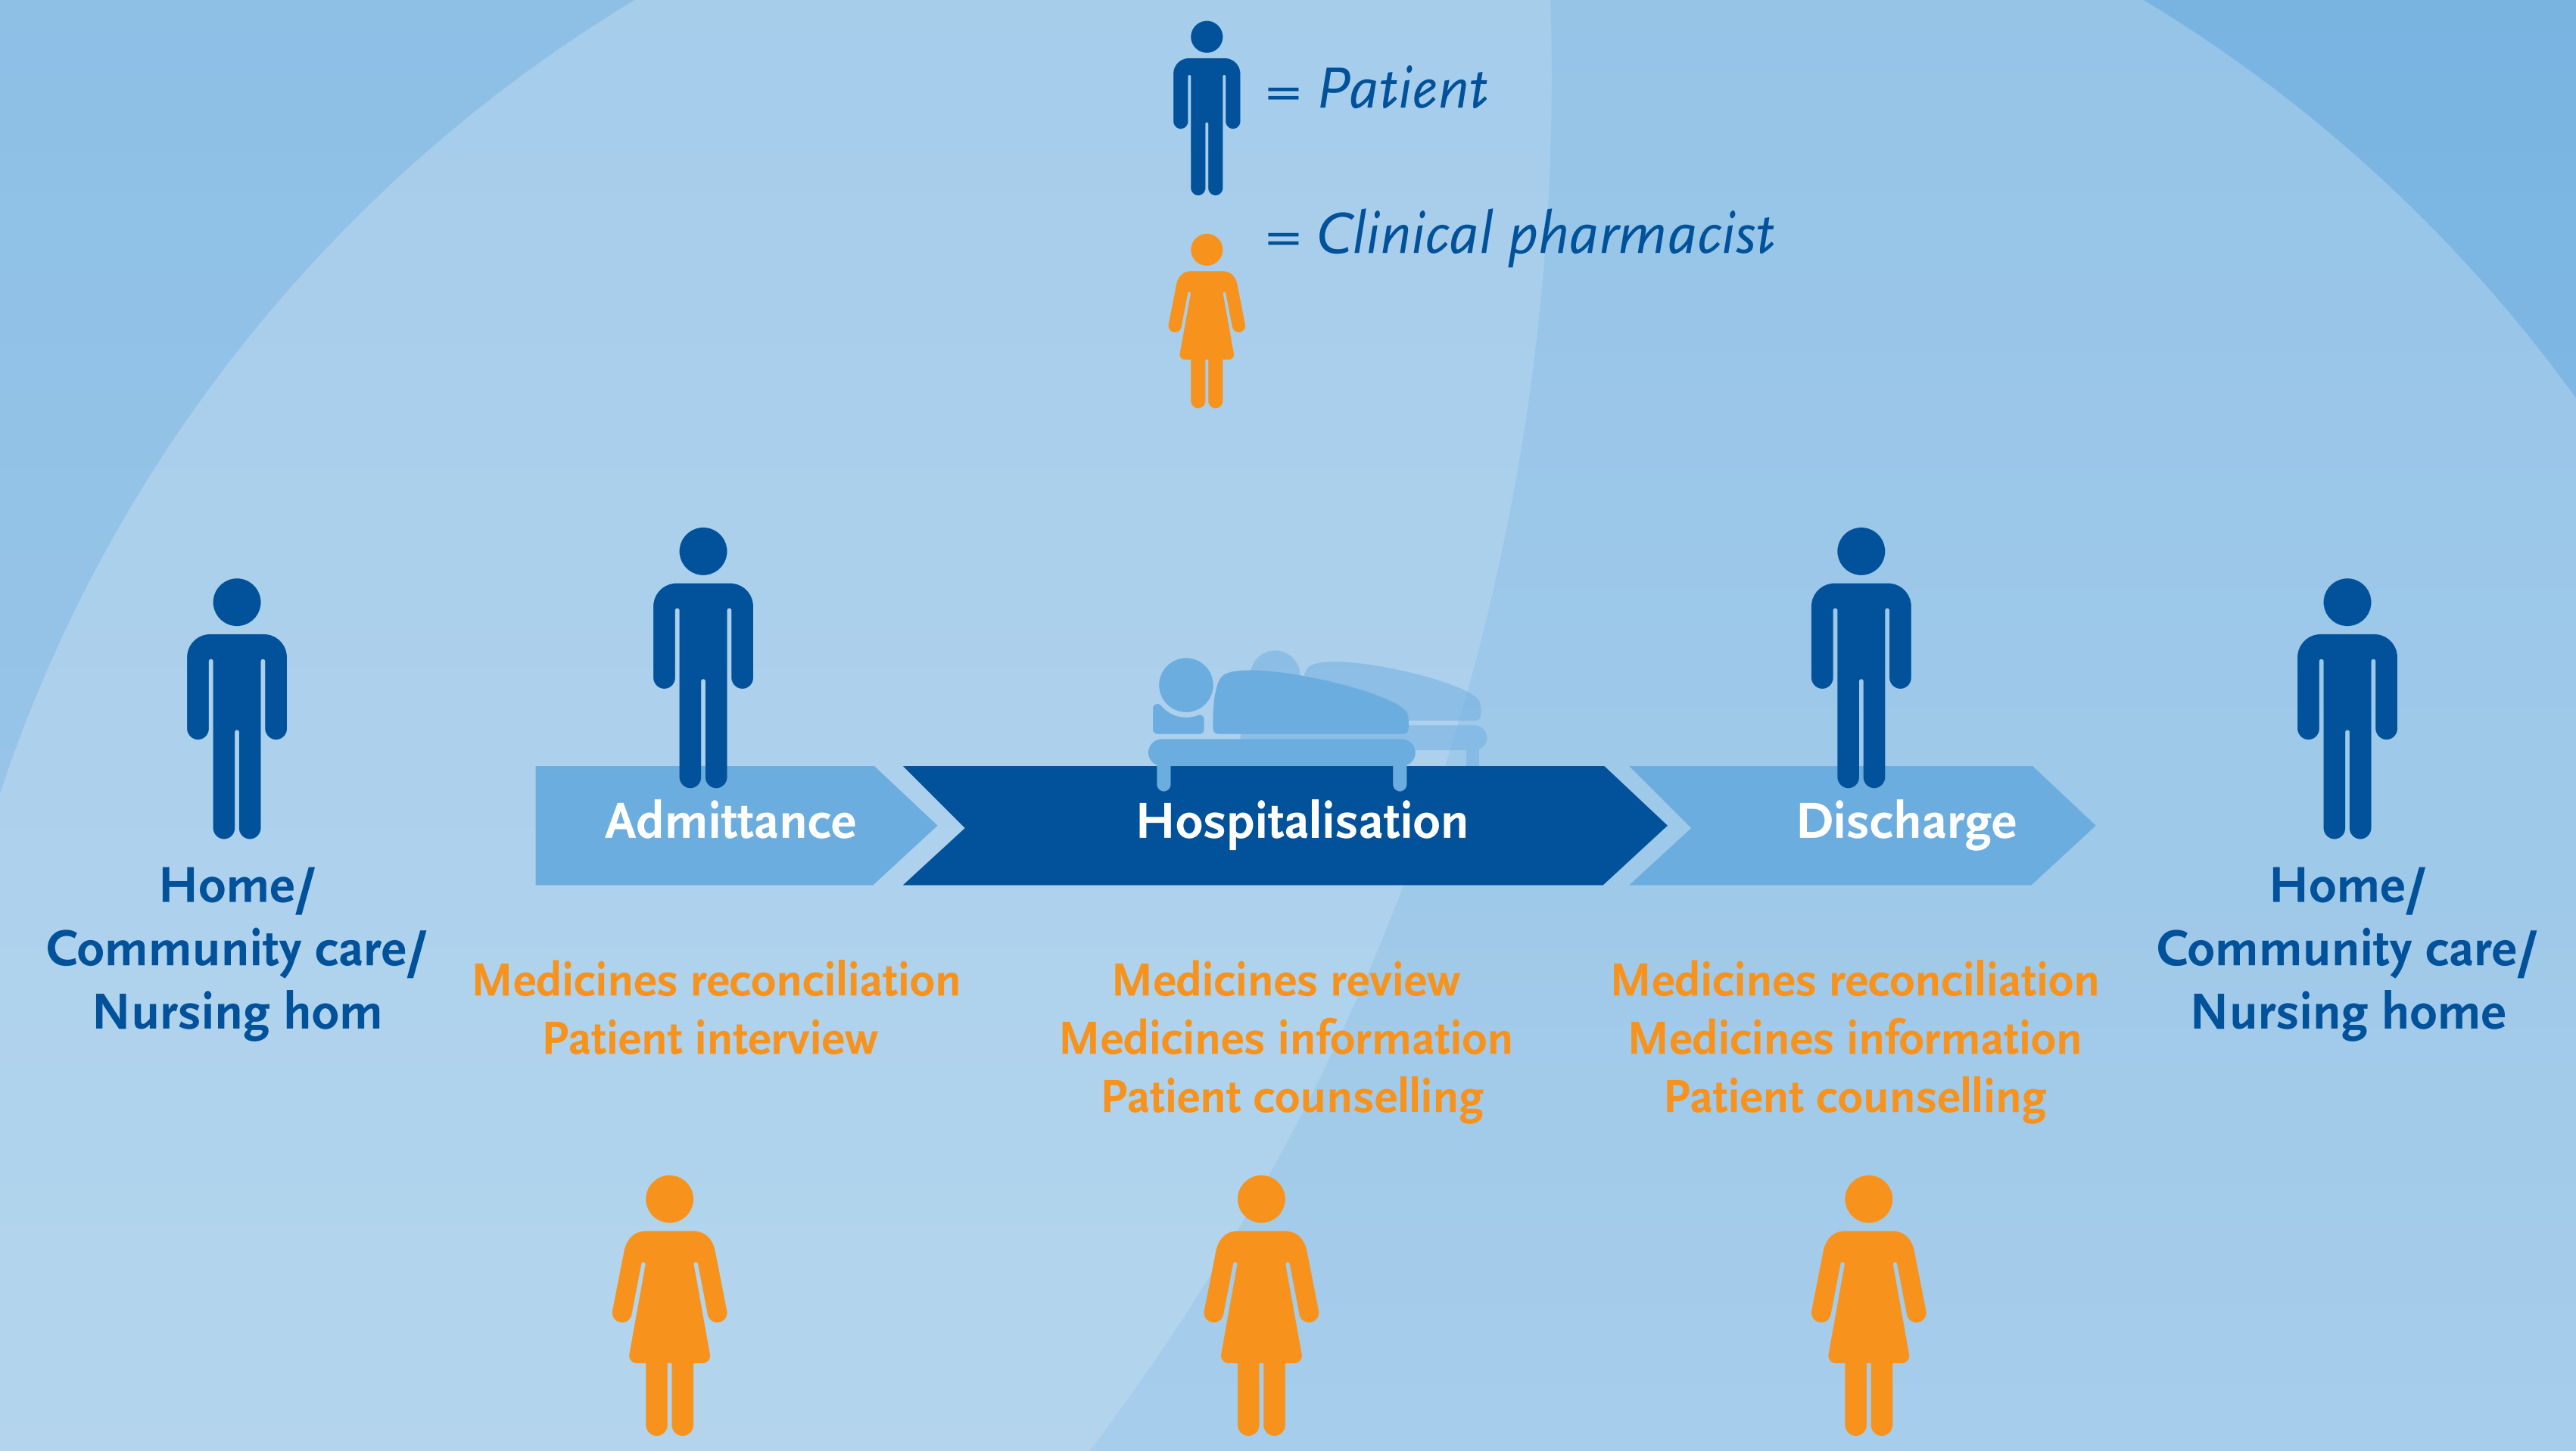 = Patient
= Clinical pharmacist
Admittance
Hospitalisation
Discharge
Home/
Community care/
Nursing hom
Medicines reconciliation
Patient interview
Medicines review
Medicines information
Patient counselling
Medicines reconciliation
Medicines information
Patient counselling
Home/
Community care/
Nursing home